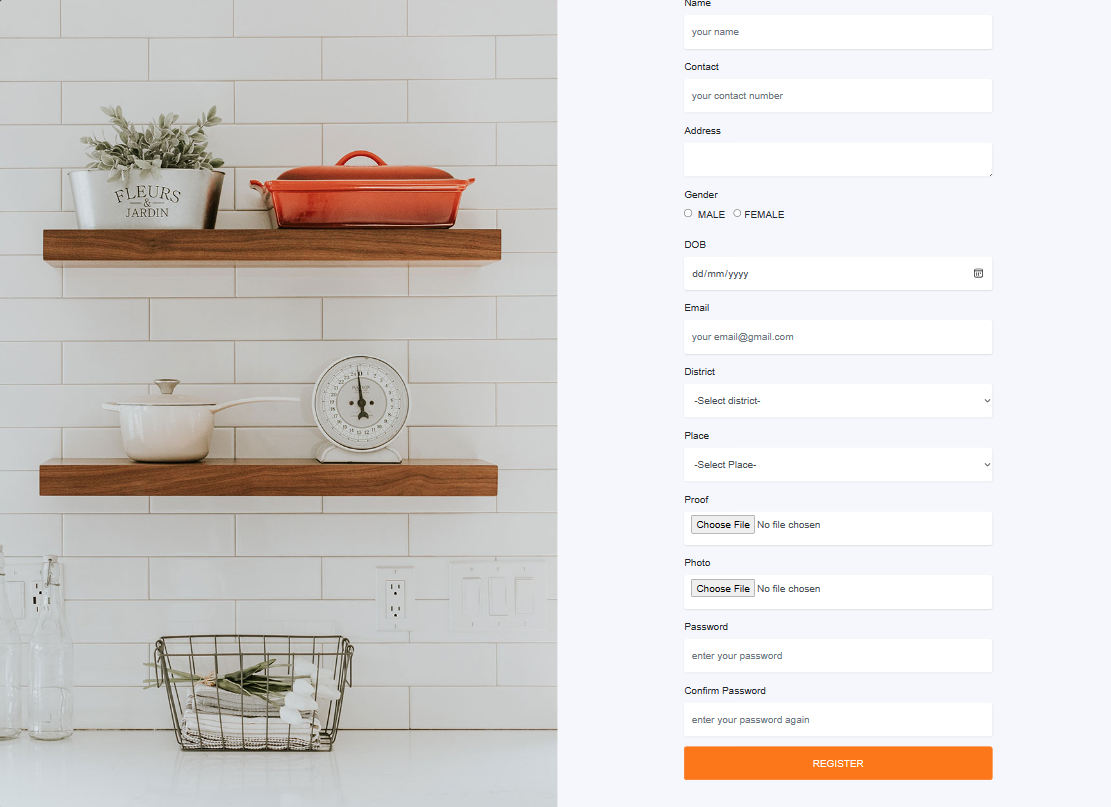 FLEURS
&
JARDIN
Name
your name
Contact
your contact number
Address
Gender
MALE FEMALE
DOB
dd/mm/yyyy
Email
your email@gmail.com
District
-Select district-
Place
-Select Place-
Proof
Choose File No file chosen
Photo
Choose File No file chosen
Password
enter your password
Confirm Password
enter your password again
REGISTER